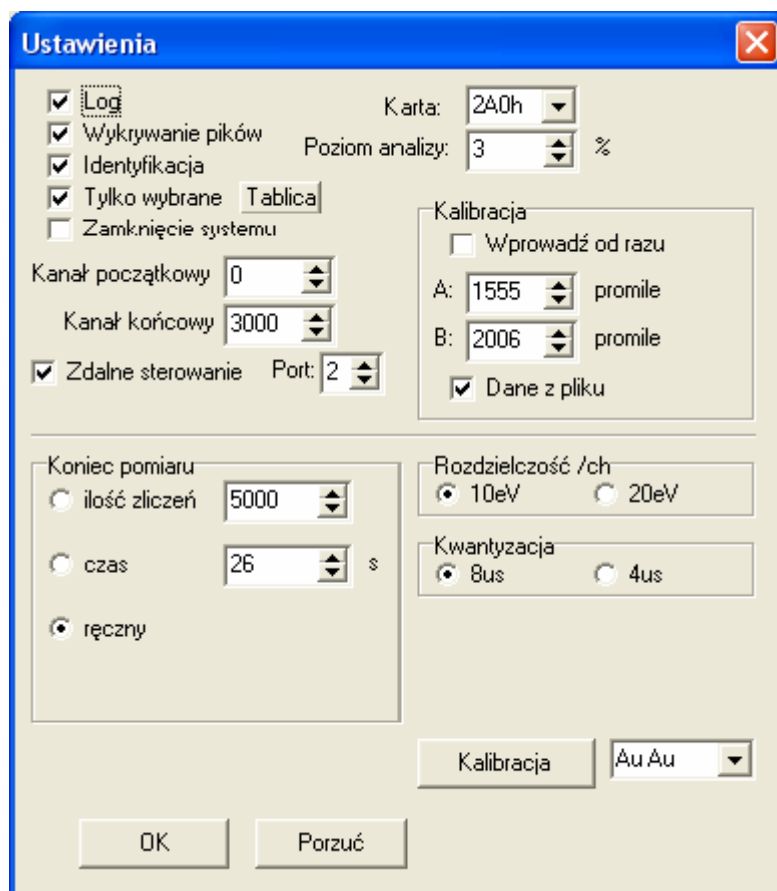 Ustawienia
Log
Wykrywanie pików
Identyfikacja
Tylko wybrane Tablica
Zamknięcie systemu
Karta: 2A0h
Poziom analizy: 3 %
Kanał początkowy 0
Kanał końcowy 3000
Zdalne sterowanie Port: 2
Kalibracja
Wprowadź od razu
A: 1555 promile
B: 2006 promile
Dane z pliku
Koniec pomiaru
ilość zliczeń 5000
czas 26 s
ręczny
Rozdzielczość /ch
10eV 20eV
Kwantyzacja
8us 4us
Kalibracja Au Au
OK Porzuć